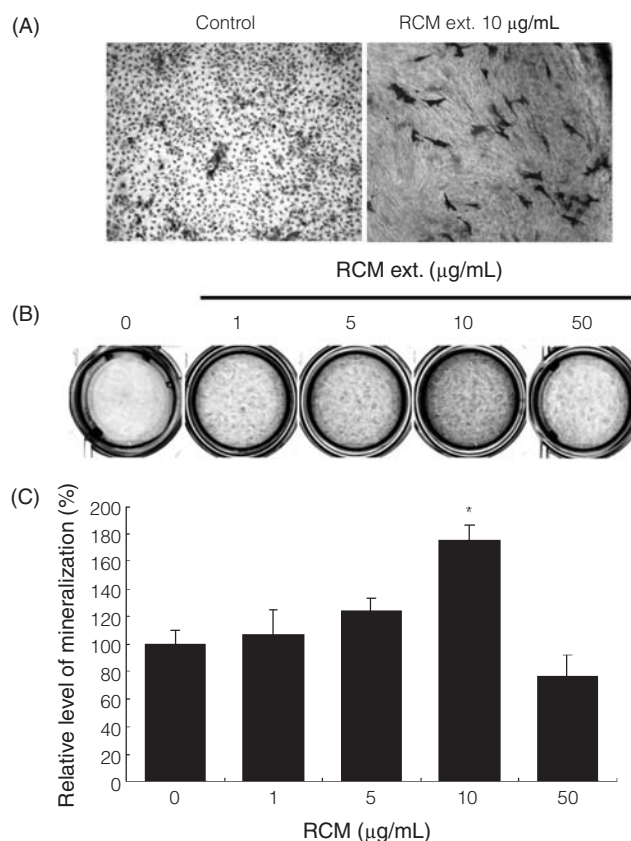 (A)
Control RCM ext. 10 μg/mL
RCM ext. (μg/mL)
(B)
0 1 5 10 50
(C)
Relative level of mineralization (%)
200
180
160
140
120
100
80
60
40
20
0
*
0 1 5 10 50
RCM (μg/mL)